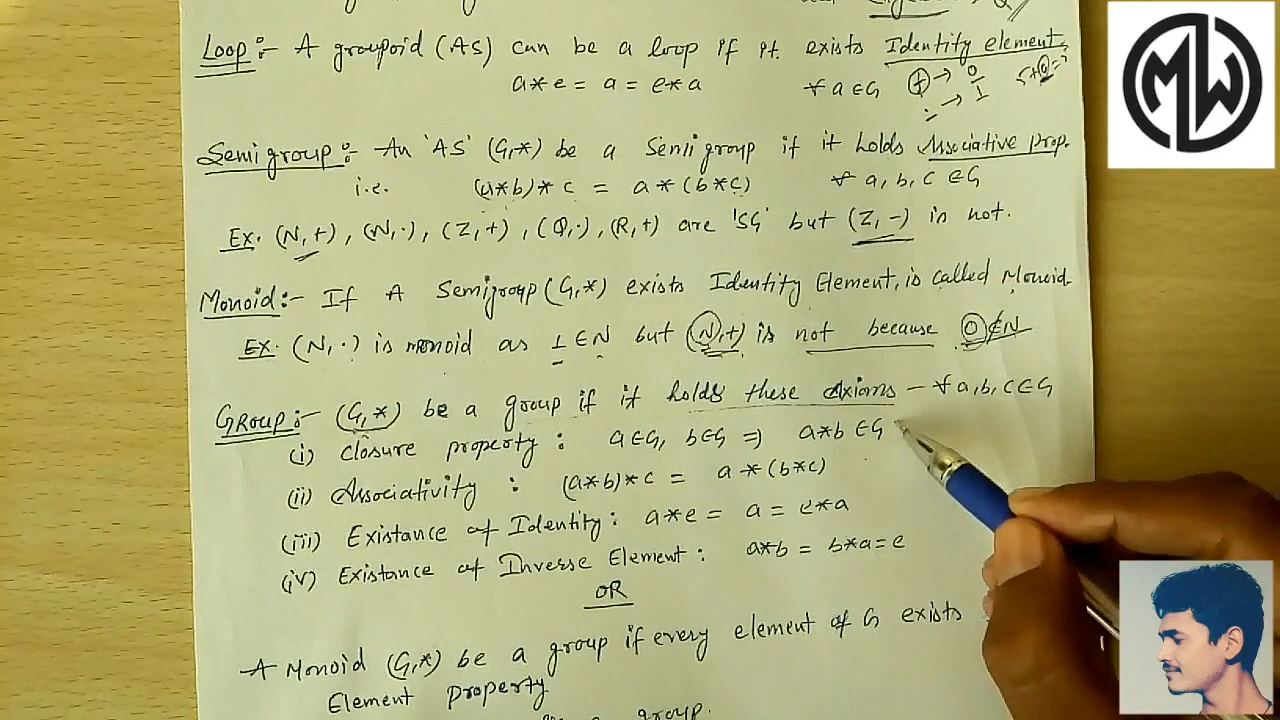 Loop:- A groupoid (AS) can be a loop if it exists Identity element,
a*e = a = e*a ∀ a∈G + → 0
. → 1
Semigroup:- An 'AS' (G,*) be a Semigroup if it holds Associative prop.
i.e. (a*b)*c = a*(b*c) ∀ a,b,c ∈G
Ex. (N,+), (N,·), (Z,+), (Q,·), (R,+) are 'SG' but (Z,-) is not.
Monoid:- If A Semigroup (G,*) exists Identity Element, is called Monoid.
EX. (N,·) is monoid as 1∈N but (N,+) is not because 0∉N
GROUP:- (G,*) be a group if it holds these Axioms - ∀ a,b,c∈G
(i) closure property: a∈G, b∈G ⇒ a*b ∈G
(ii) Associativity: (a*b)*c = a*(b*c)
(iii) Existance of Identity: a*e = a = e*a
(iv) Existance of Inverse Element: a*b = b*a = e
OR
A Monoid (G,*) be a group if every element of G exists
Element property
a group.
MW